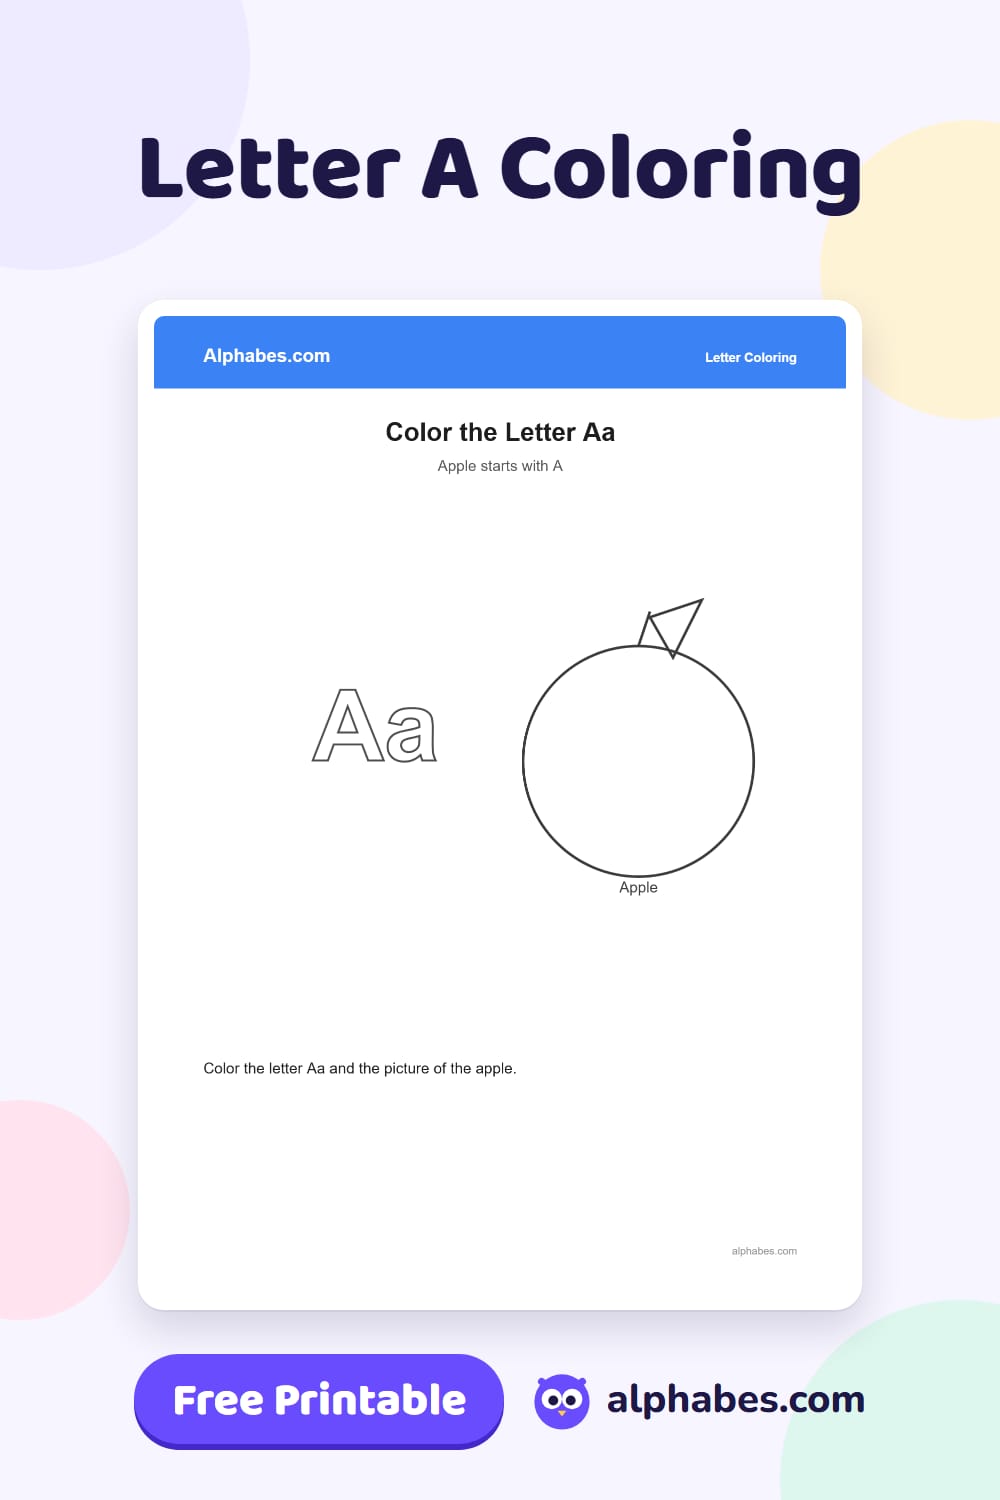 Letter A Coloring
Alphabes.com
Letter Coloring
Color the Letter Aa
Apple starts with A
Aa
Apple
Color the letter Aa and the picture of the apple.
alphabes.com
Free Printable
alphabes.com